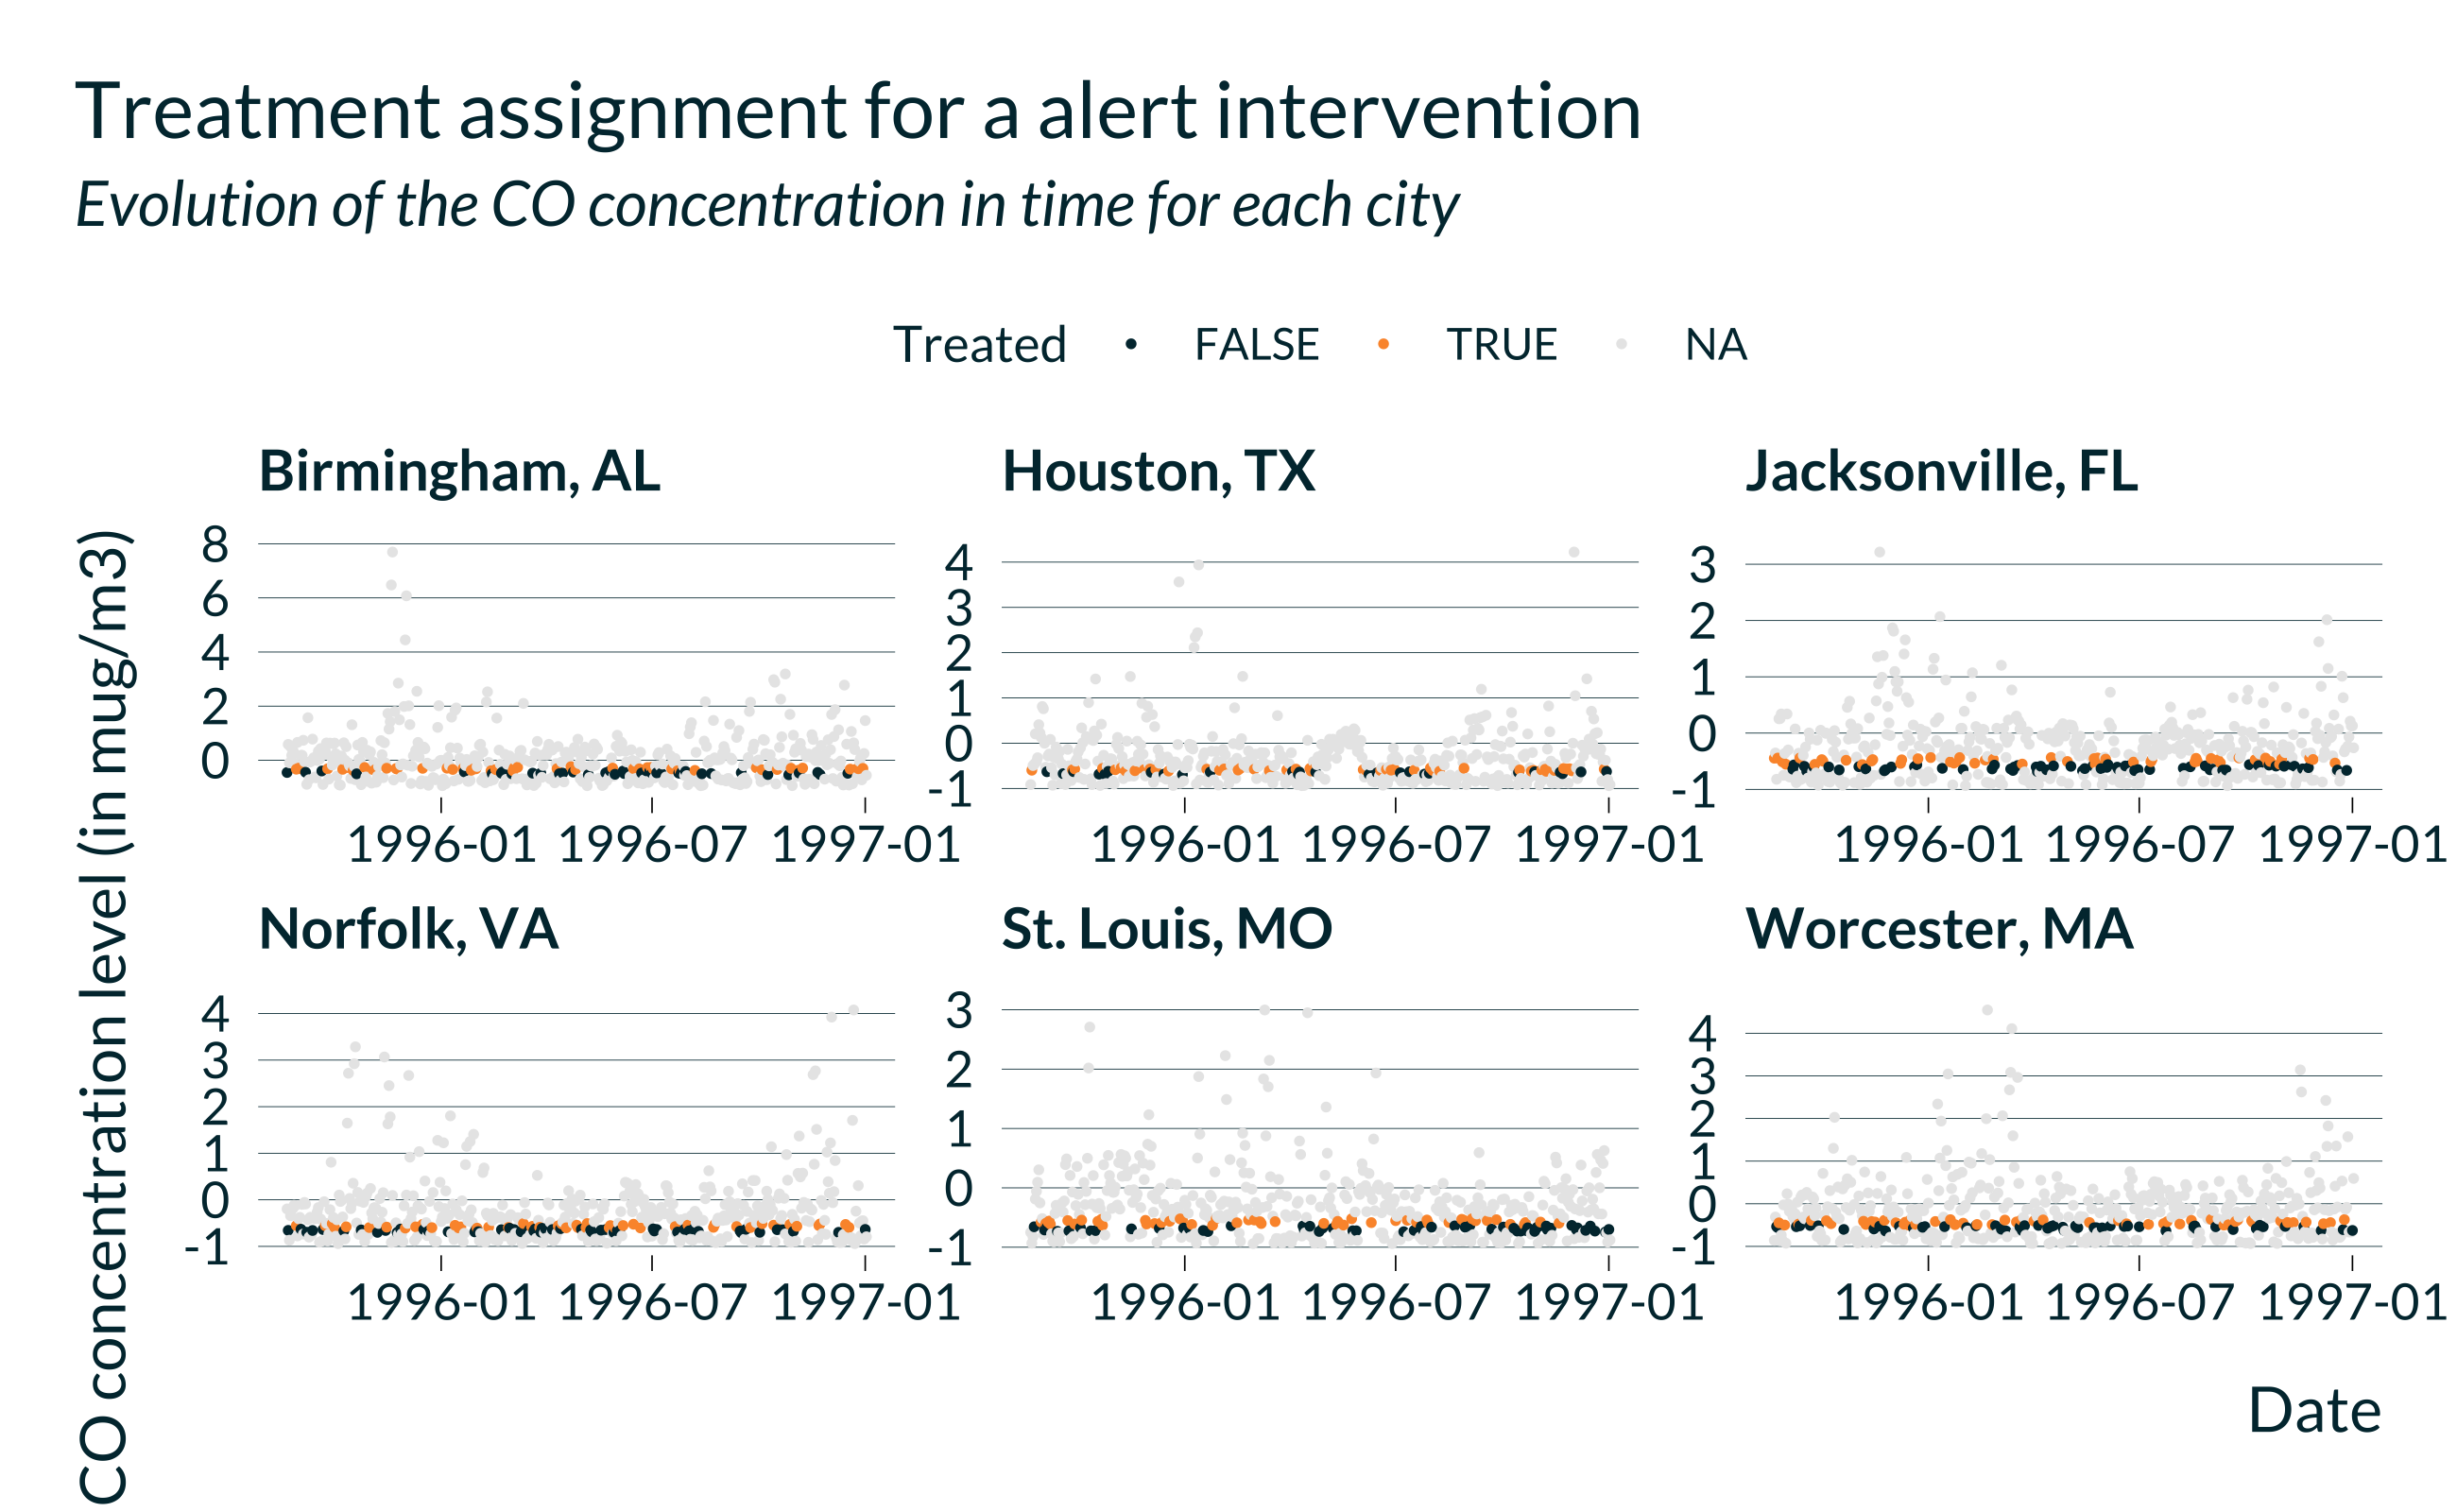 Treatment assignment for a alert intervention
Evolution of the CO concentration in time for each city
Treated FALSE TRUE NA
CO concentration level (in mug/m3)
Birmingham, AL
8
6
4
2
0
1996-01 1996-07 1997-01
Houston, TX
4
3
2
1
0
-1
1996-01 1996-07 1997-01
Jacksonville, FL
3
2
1
0
-1
1996-01 1996-07 1997-01
Norfolk, VA
4
3
2
1
0
-1
1996-01 1996-07 1997-01
St. Louis, MO
3
2
1
0
-1
1996-01 1996-07 1997-01
Worcester, MA
4
3
2
1
0
-1
1996-01 1996-07 1997-01
Date